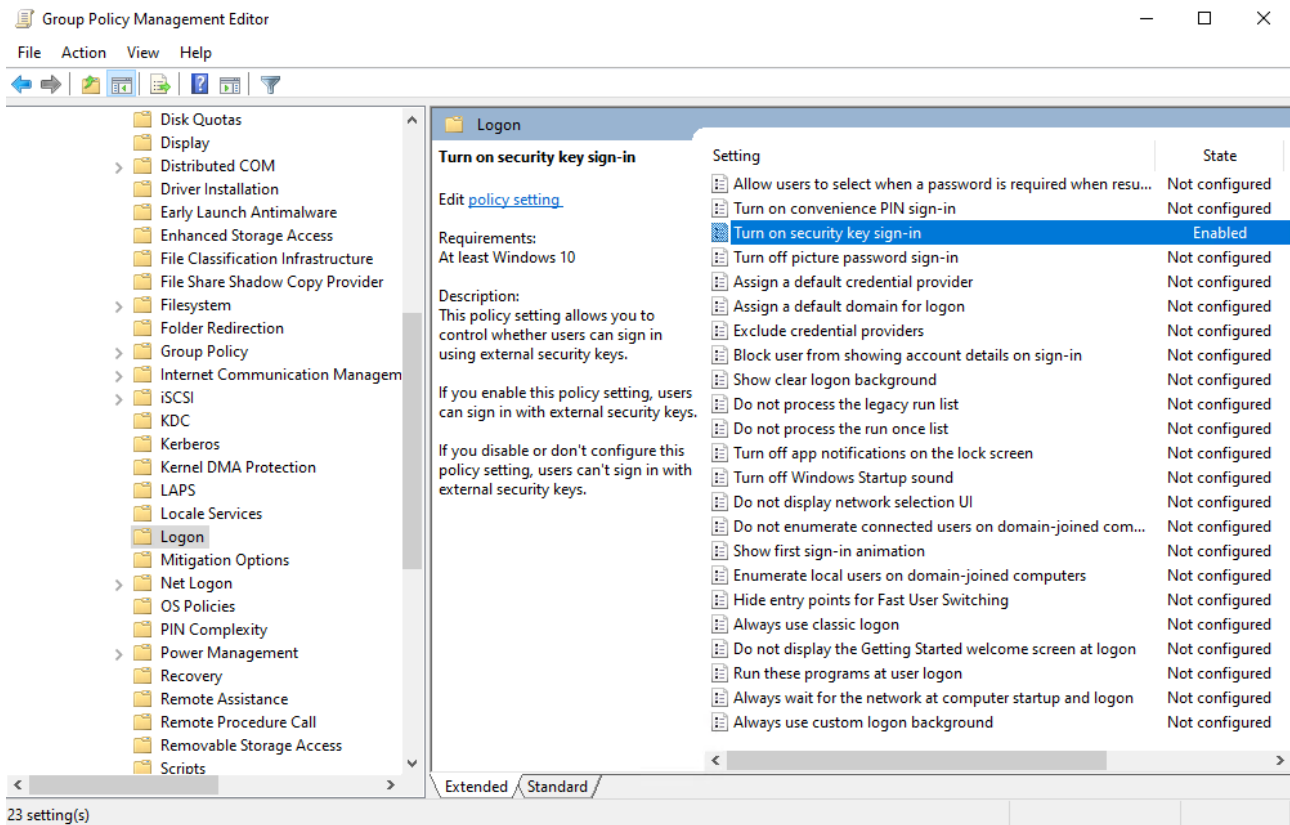 Group Policy Management Editor
File Action View Help
Disk Quotas
Display
Distributed COM
Driver Installation
Early Launch Antimalware
Enhanced Storage Access
File Classification Infrastructure
File Share Shadow Copy Provider
Filesystem
Folder Redirection
Group Policy
Internet Communication Managem
iSCSI
KDC
Kerberos
Kernel DMA Protection
LAPS
Locale Services
Logon
Mitigation Options
Net Logon
OS Policies
PIN Complexity
Power Management
Recovery
Remote Assistance
Remote Procedure Call
Removable Storage Access
Scripts
Logon
Turn on security key sign-in
Edit policy setting
Requirements:
At least Windows 10
Description:
This policy setting allows you to
control whether users can sign in
using external security keys.
If you enable this policy setting, users
can sign in with external security keys.
If you disable or don't configure this
policy setting, users can't sign in with
external security keys.
Setting State
Allow users to select when a password is required when resu... Not configured
Turn on convenience PIN sign-in Not configured
Turn on security key sign-in Enabled
Turn off picture password sign-in Not configured
Assign a default credential provider Not configured
Assign a default domain for logon Not configured
Exclude credential providers Not configured
Block user from showing account details on sign-in Not configured
Show clear logon background Not configured
Do not process the legacy run list Not configured
Do not process the run once list Not configured
Turn off app notifications on the lock screen Not configured
Turn off Windows Startup sound Not configured
Do not display network selection UI Not configured
Do not enumerate connected users on domain-joined com... Not configured
Show first sign-in animation Not configured
Enumerate local users on domain-joined computers Not configured
Hide entry points for Fast User Switching Not configured
Always use classic logon Not configured
Do not display the Getting Started welcome screen at logon Not configured
Run these programs at user logon Not configured
Always wait for the network at computer startup and logon Not configured
Always use custom logon background Not configured
Extended Standard
23 setting(s)